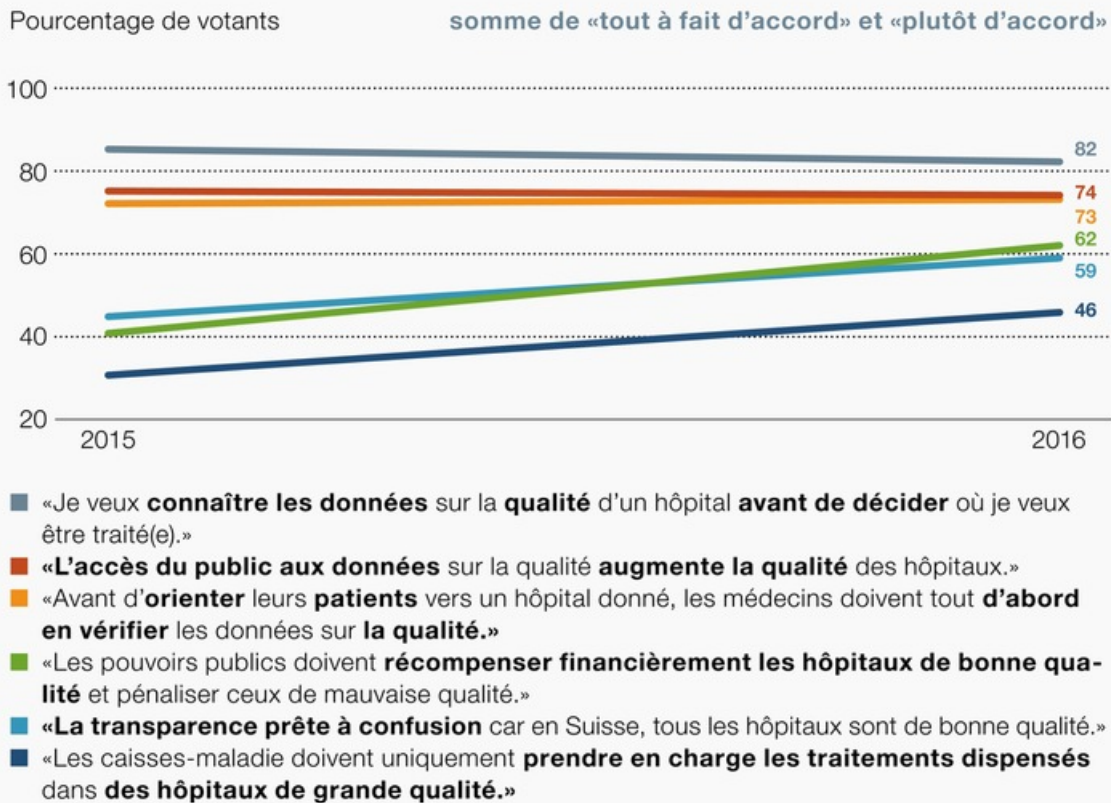 Pourcentage de votants
somme de «tout à fait d’accord» et «plutôt d’accord»
100
80
60
40
20
82
74
73
62
59
46
2015
2016
«Je veux connaître les données sur la qualité d’un hôpital avant de décider où je veux
être traité(e).»
«L’accès du public aux données sur la qualité augmente la qualité des hôpitaux.»
«Avant d’orienter leurs patients vers un hôpital donné, les médecins doivent tout d’abord
en vérifier les données sur la qualité.»
«Les pouvoirs publics doivent récompenser financièrement les hôpitaux de bonne qua-
lité et pénaliser ceux de mauvaise qualité.»
«La transparence prête à confusion car en Suisse, tous les hôpitaux sont de bonne qualité.»
«Les caisses-maladie doivent uniquement prendre en charge les traitements dispensés
dans des hôpitaux de grande qualité.»